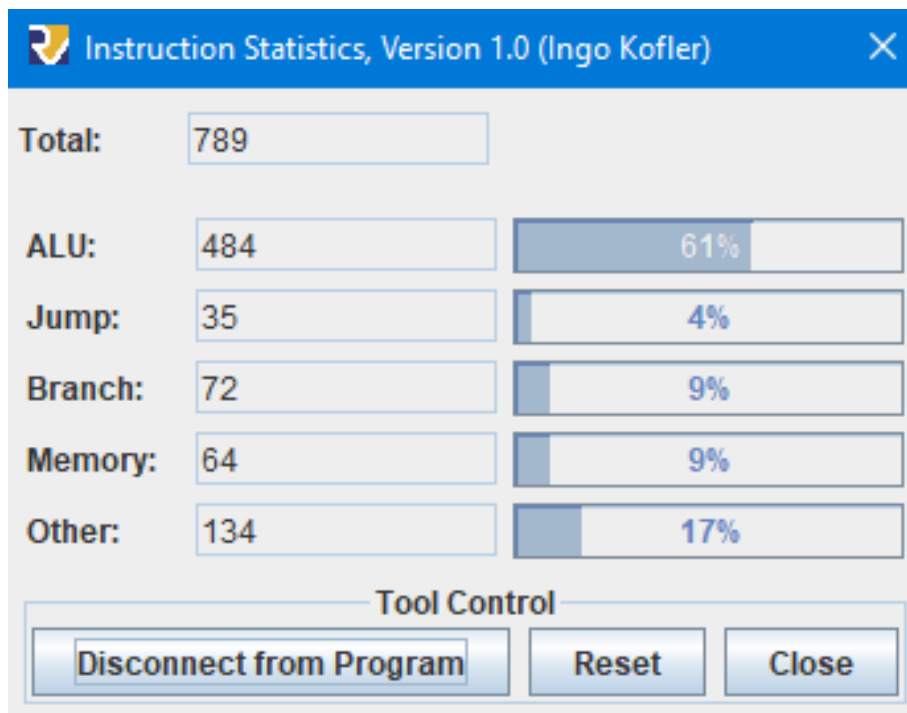 Instruction Statistics, Version 1.0 (Ingo Kofler)
Total: 789
ALU: 484 61%
Jump: 35 4%
Branch: 72 9%
Memory: 64 9%
Other: 134 17%
Tool Control
Disconnect from Program Reset Close